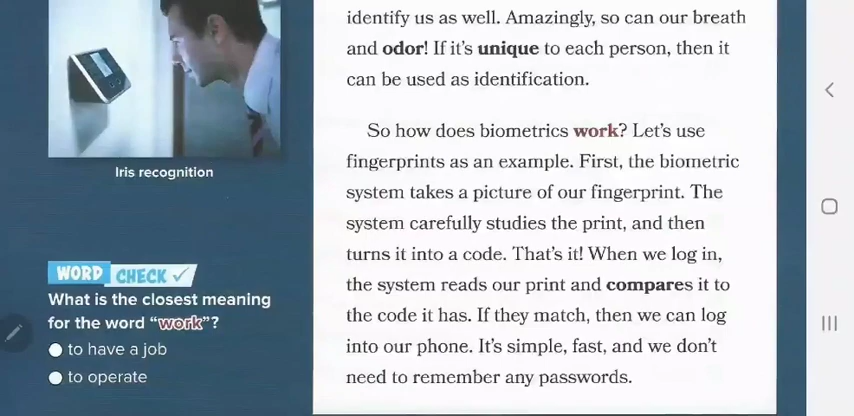 Iris recognition
WORD CHECK
What is the closest meaning
for the word “work”?
to have a job
to operate
identify us as well. Amazingly, so can our breath
and odor! If it’s unique to each person, then it
can be used as identification.
So how does biometrics work? Let’s use
fingerprints as an example. First, the biometric
system takes a picture of our fingerprint. The
system carefully studies the print, and then
turns it into a code. That’s it! When we log in,
the system reads our print and compares it to
the code it has. If they match, then we can log
into our phone. It’s simple, fast, and we don’t
need to remember any passwords.